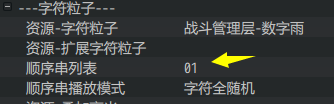 ---字符粒子---
资源-字符粒子 战斗管理层-数字雨
资源-扩展字符粒子
顺序串列表 01
顺序串播放模式 字符全随机